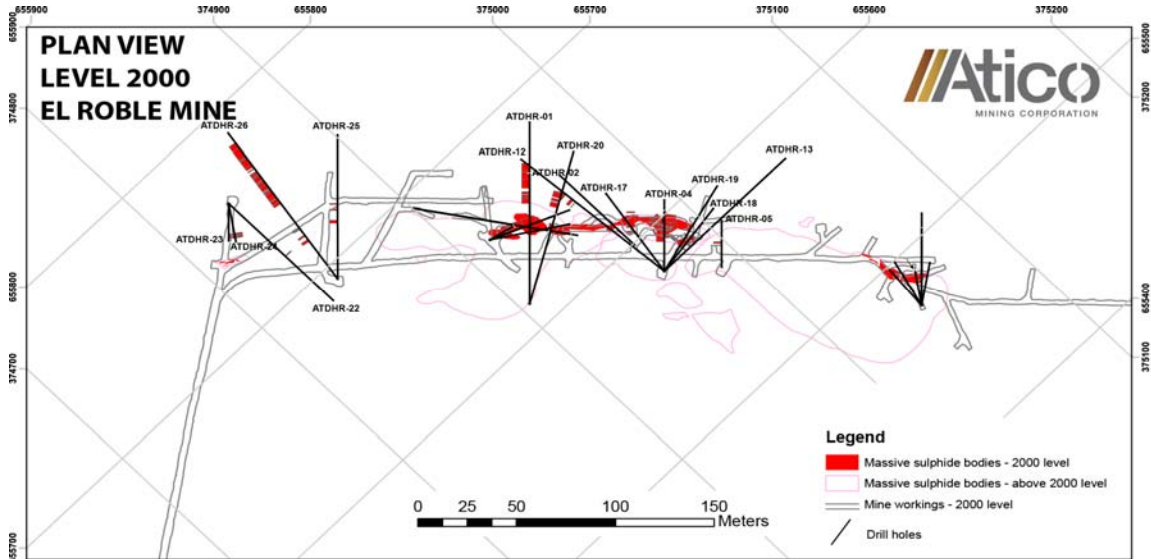 655900
374900
655800
375000
655700
375100
655600
375200
655900
PLAN VIEW
LEVEL 2000
EL ROBLE MINE
Atico
MINING CORPORATION
655500
374800
375200
ATDHR-26
ATDHR-25
ATDHR-01
ATDHR-12
ATDHR-20
ATDHR-13
ATDHR-02
ATDHR-17
ATDHR-04
ATDHR-19
ATDHR-18
ATDHR-05
ATDHR-23
ATDHR-24
ATDHR-22
655800
655400
374700
375100
655700
Legend
Massive sulphide bodies - 2000 level
Massive sulphide bodies - above 2000 level
Mine workings - 2000 level
Drill holes
0 25 50 100 150
Meters